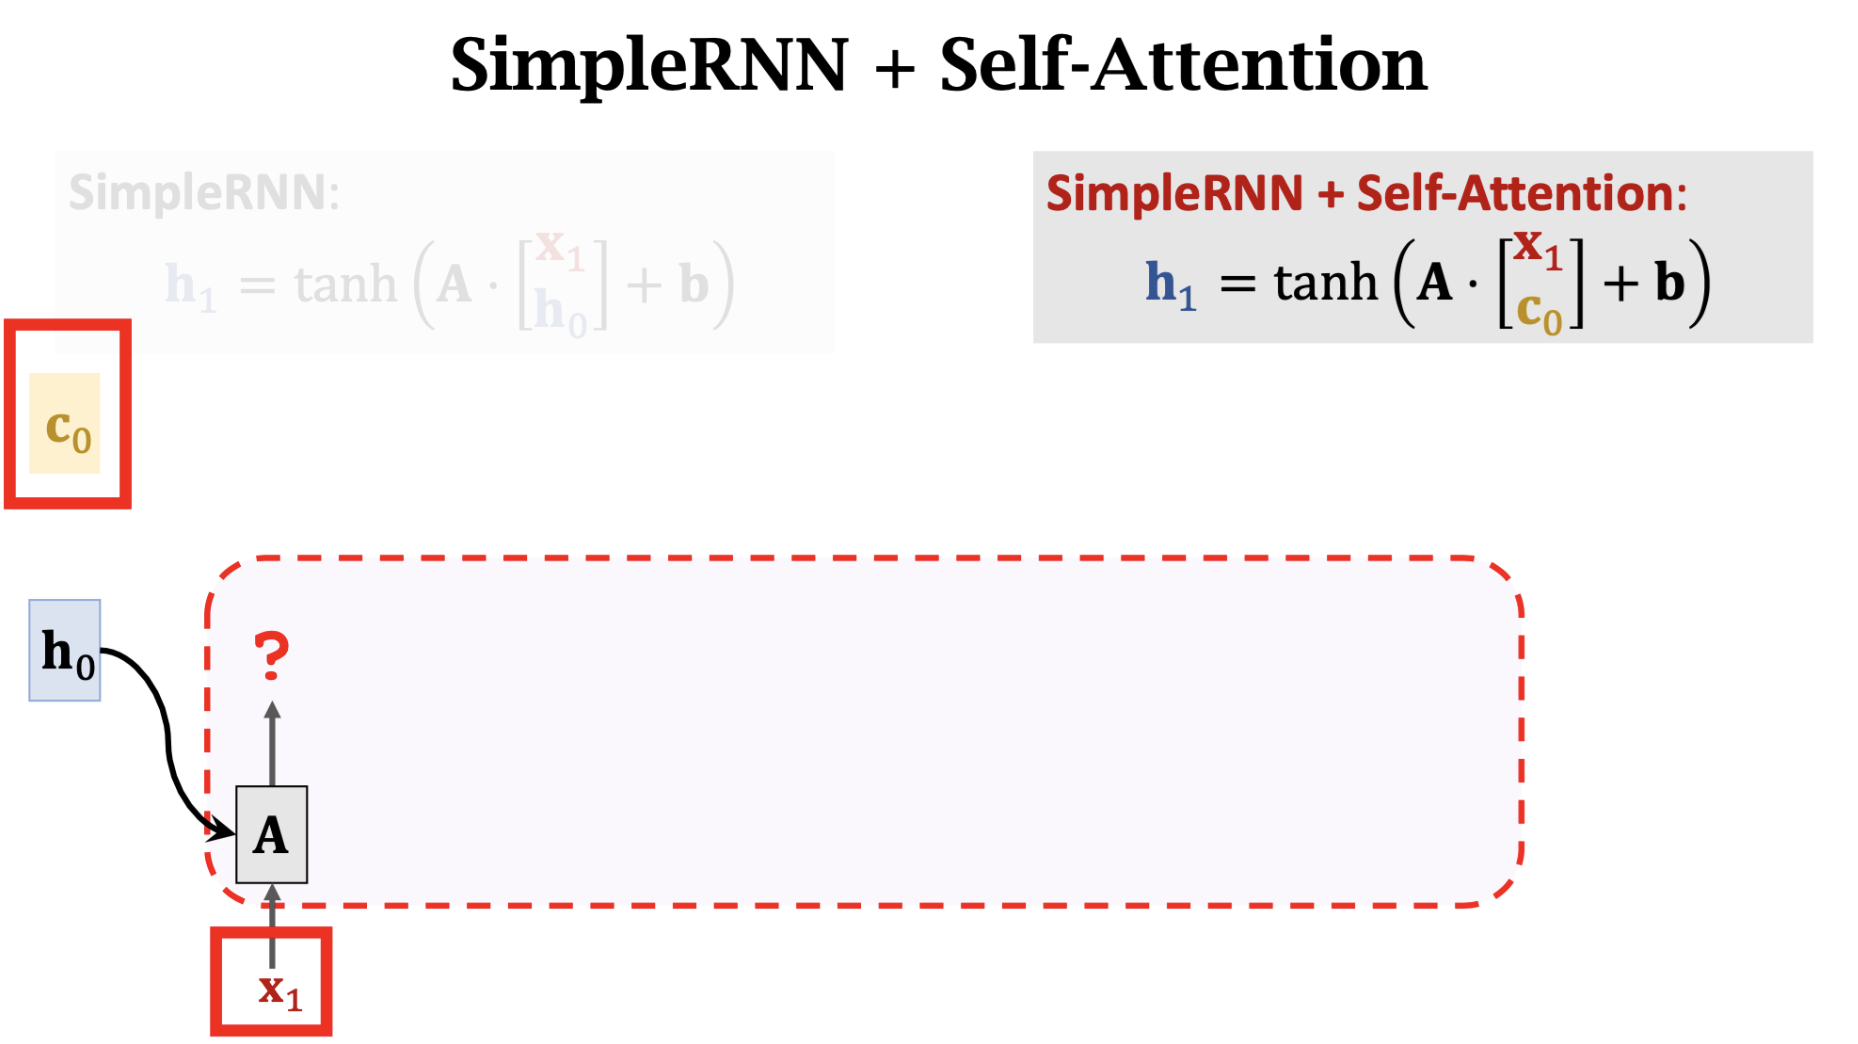 SimpleRNN + Self-Attention
SimpleRNN:
h₁ = tanh(A · [x₁ h₀] + b)
SimpleRNN + Self-Attention:
h₁ = tanh(A · [x₁ c₀] + b)
c₀
h₀
?
A
x₁